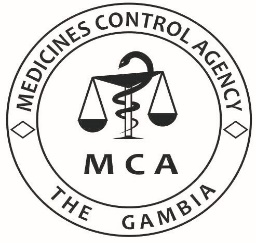 MEDICINES CONTROL AGENCY
MCA
THE GAMBIA